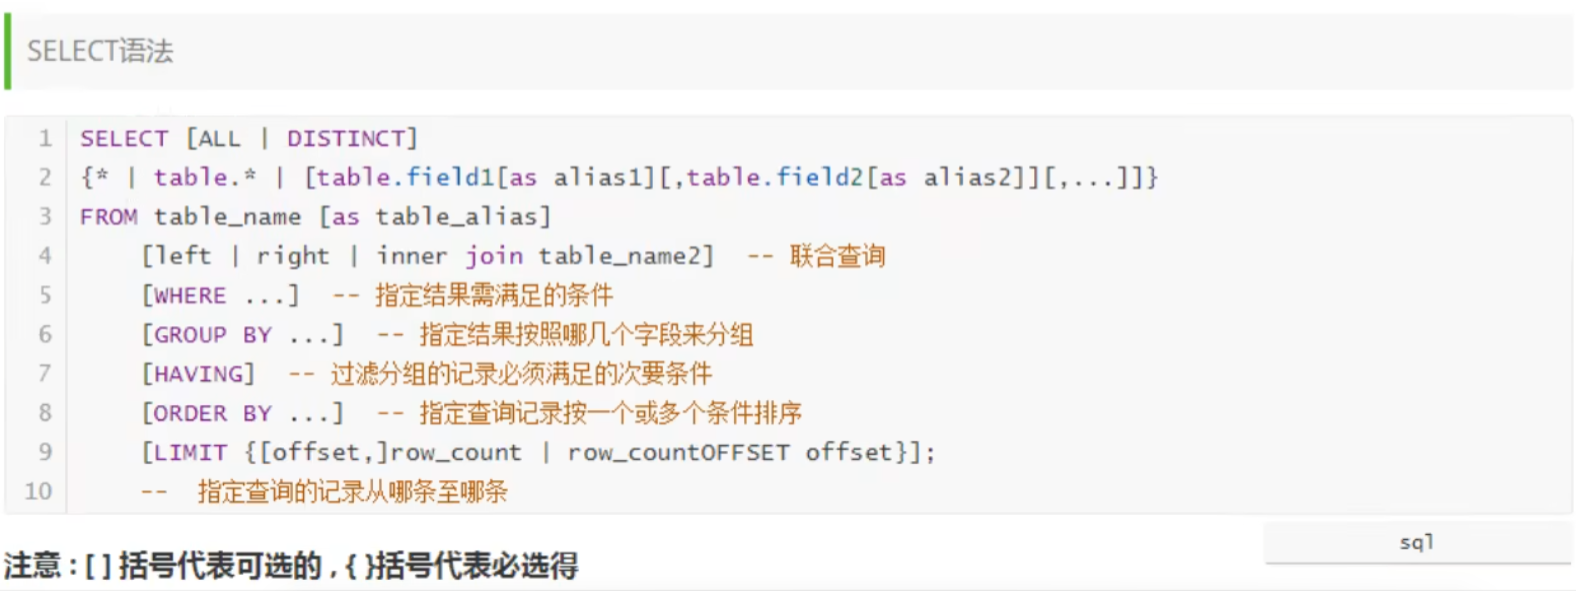 SELECT语法
1 SELECT [ALL | DISTINCT]
2 {* | table.* | [table.field1[as alias1][,table.field2[as alias2]][,...]]}
3 FROM table_name [as table_alias]
4 [left | right | inner join table_name2] -- 联合查询
5 [WHERE ...] -- 指定结果需满足的条件
6 [GROUP BY ...] -- 指定结果按照哪几个字段来分组
7 [HAVING] -- 过滤分组的记录必须满足的次要条件
8 [ORDER BY ...] -- 指定查询记录按一个或多个条件排序
9 [LIMIT {[offset,]row_count | row_countOFFSET offset}];
10 -- 指定查询的记录从哪条至哪条
sql
注意 : [ ] 括号代表可选的 , { }括号代表必选得